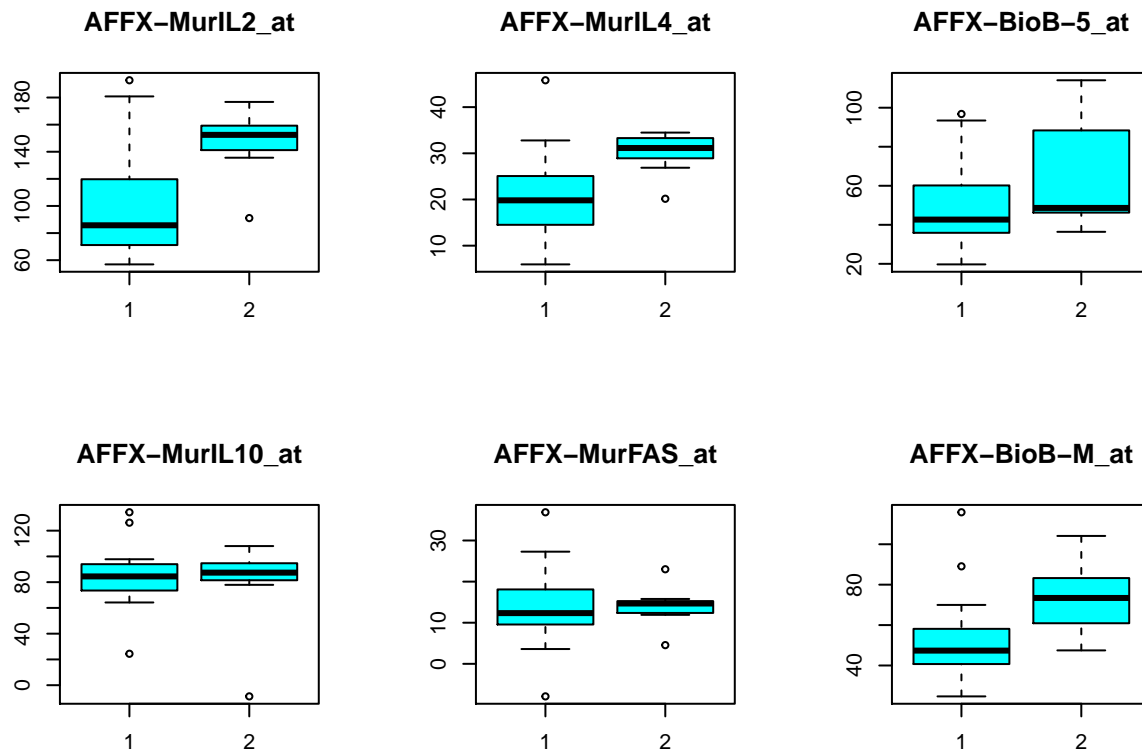 AFFX−MurIL2_at
60 100 140 180
1 2
AFFX−MurIL4_at
10 20 30 40
1 2
AFFX−BioB−5_at
20 60 100
1 2
AFFX−MurIL10_at
0 40 80 120
1 2
AFFX−MurFAS_at
0 10 30
1 2
AFFX−BioB−M_at
40 80
1 2